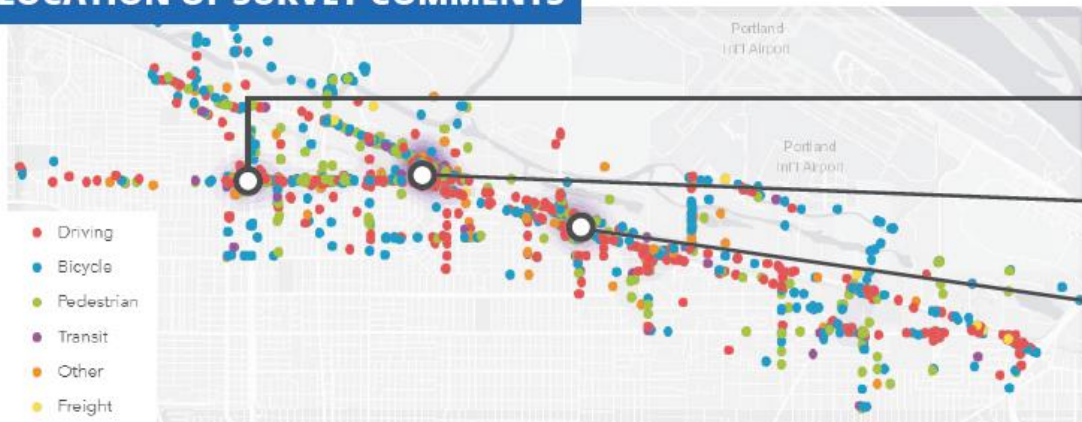 LOCATION OF SURVEY COMMENTS
Portland
Int'l Airport
Portland
Int'l Airport
Driving
Bicycle
Pedestrian
Transit
Other
Freight